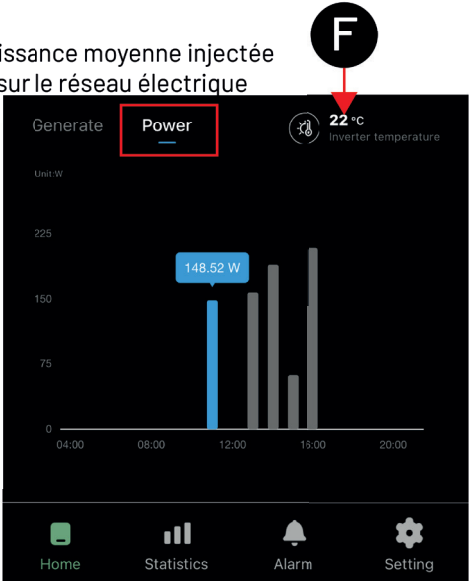 issance moyenne injectée
sur le réseau électrique
F
Generate Power
22 °C
Inverter temperature
Unit:W
225
150
75
0
148.52 W
04:00 08:00 12:00 16:00 20:00
Home Statistics Alarm Setting